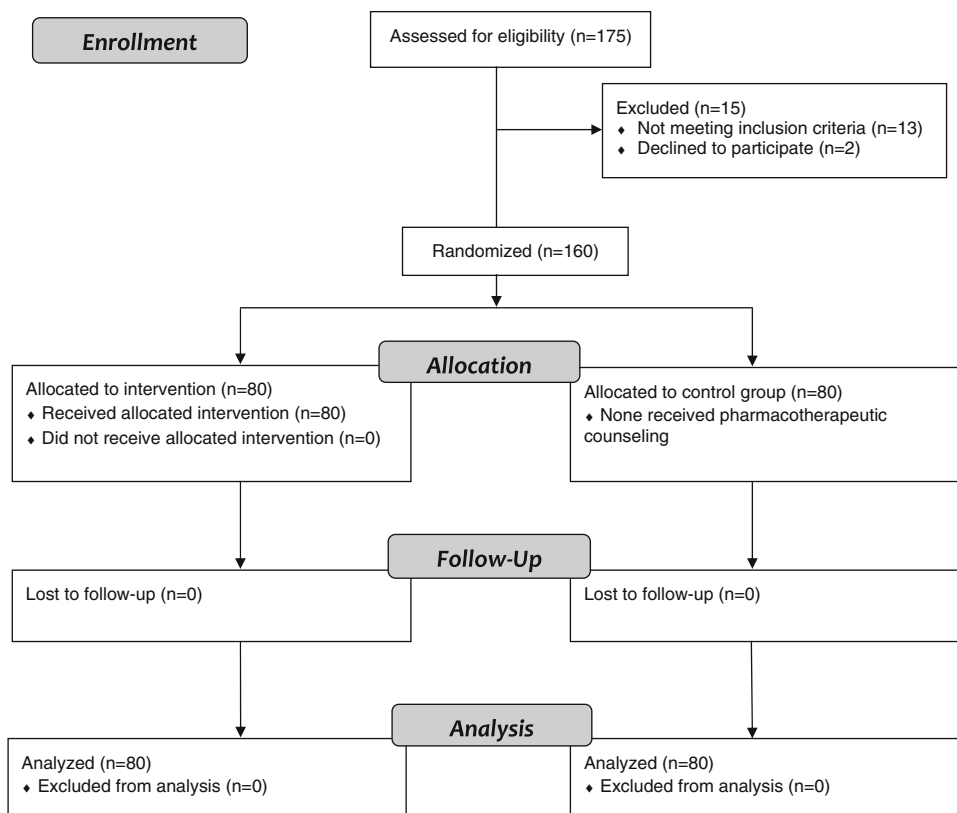 Enrollment
Assessed for eligibility (n=175)
Excluded (n=15)
♦ Not meeting inclusion criteria (n=13)
♦ Declined to participate (n=2)
Randomized (n=160)
Allocation
Allocated to intervention (n=80)
♦ Received allocated intervention (n=80)
♦ Did not receive allocated intervention (n=0)
Allocated to control group (n=80)
♦ None received pharmacotherapeutic
counseling
Follow-Up
Lost to follow-up (n=0)
Lost to follow-up (n=0)
Analysis
Analyzed (n=80)
♦ Excluded from analysis (n=0)
Analyzed (n=80)
♦ Excluded from analysis (n=0)